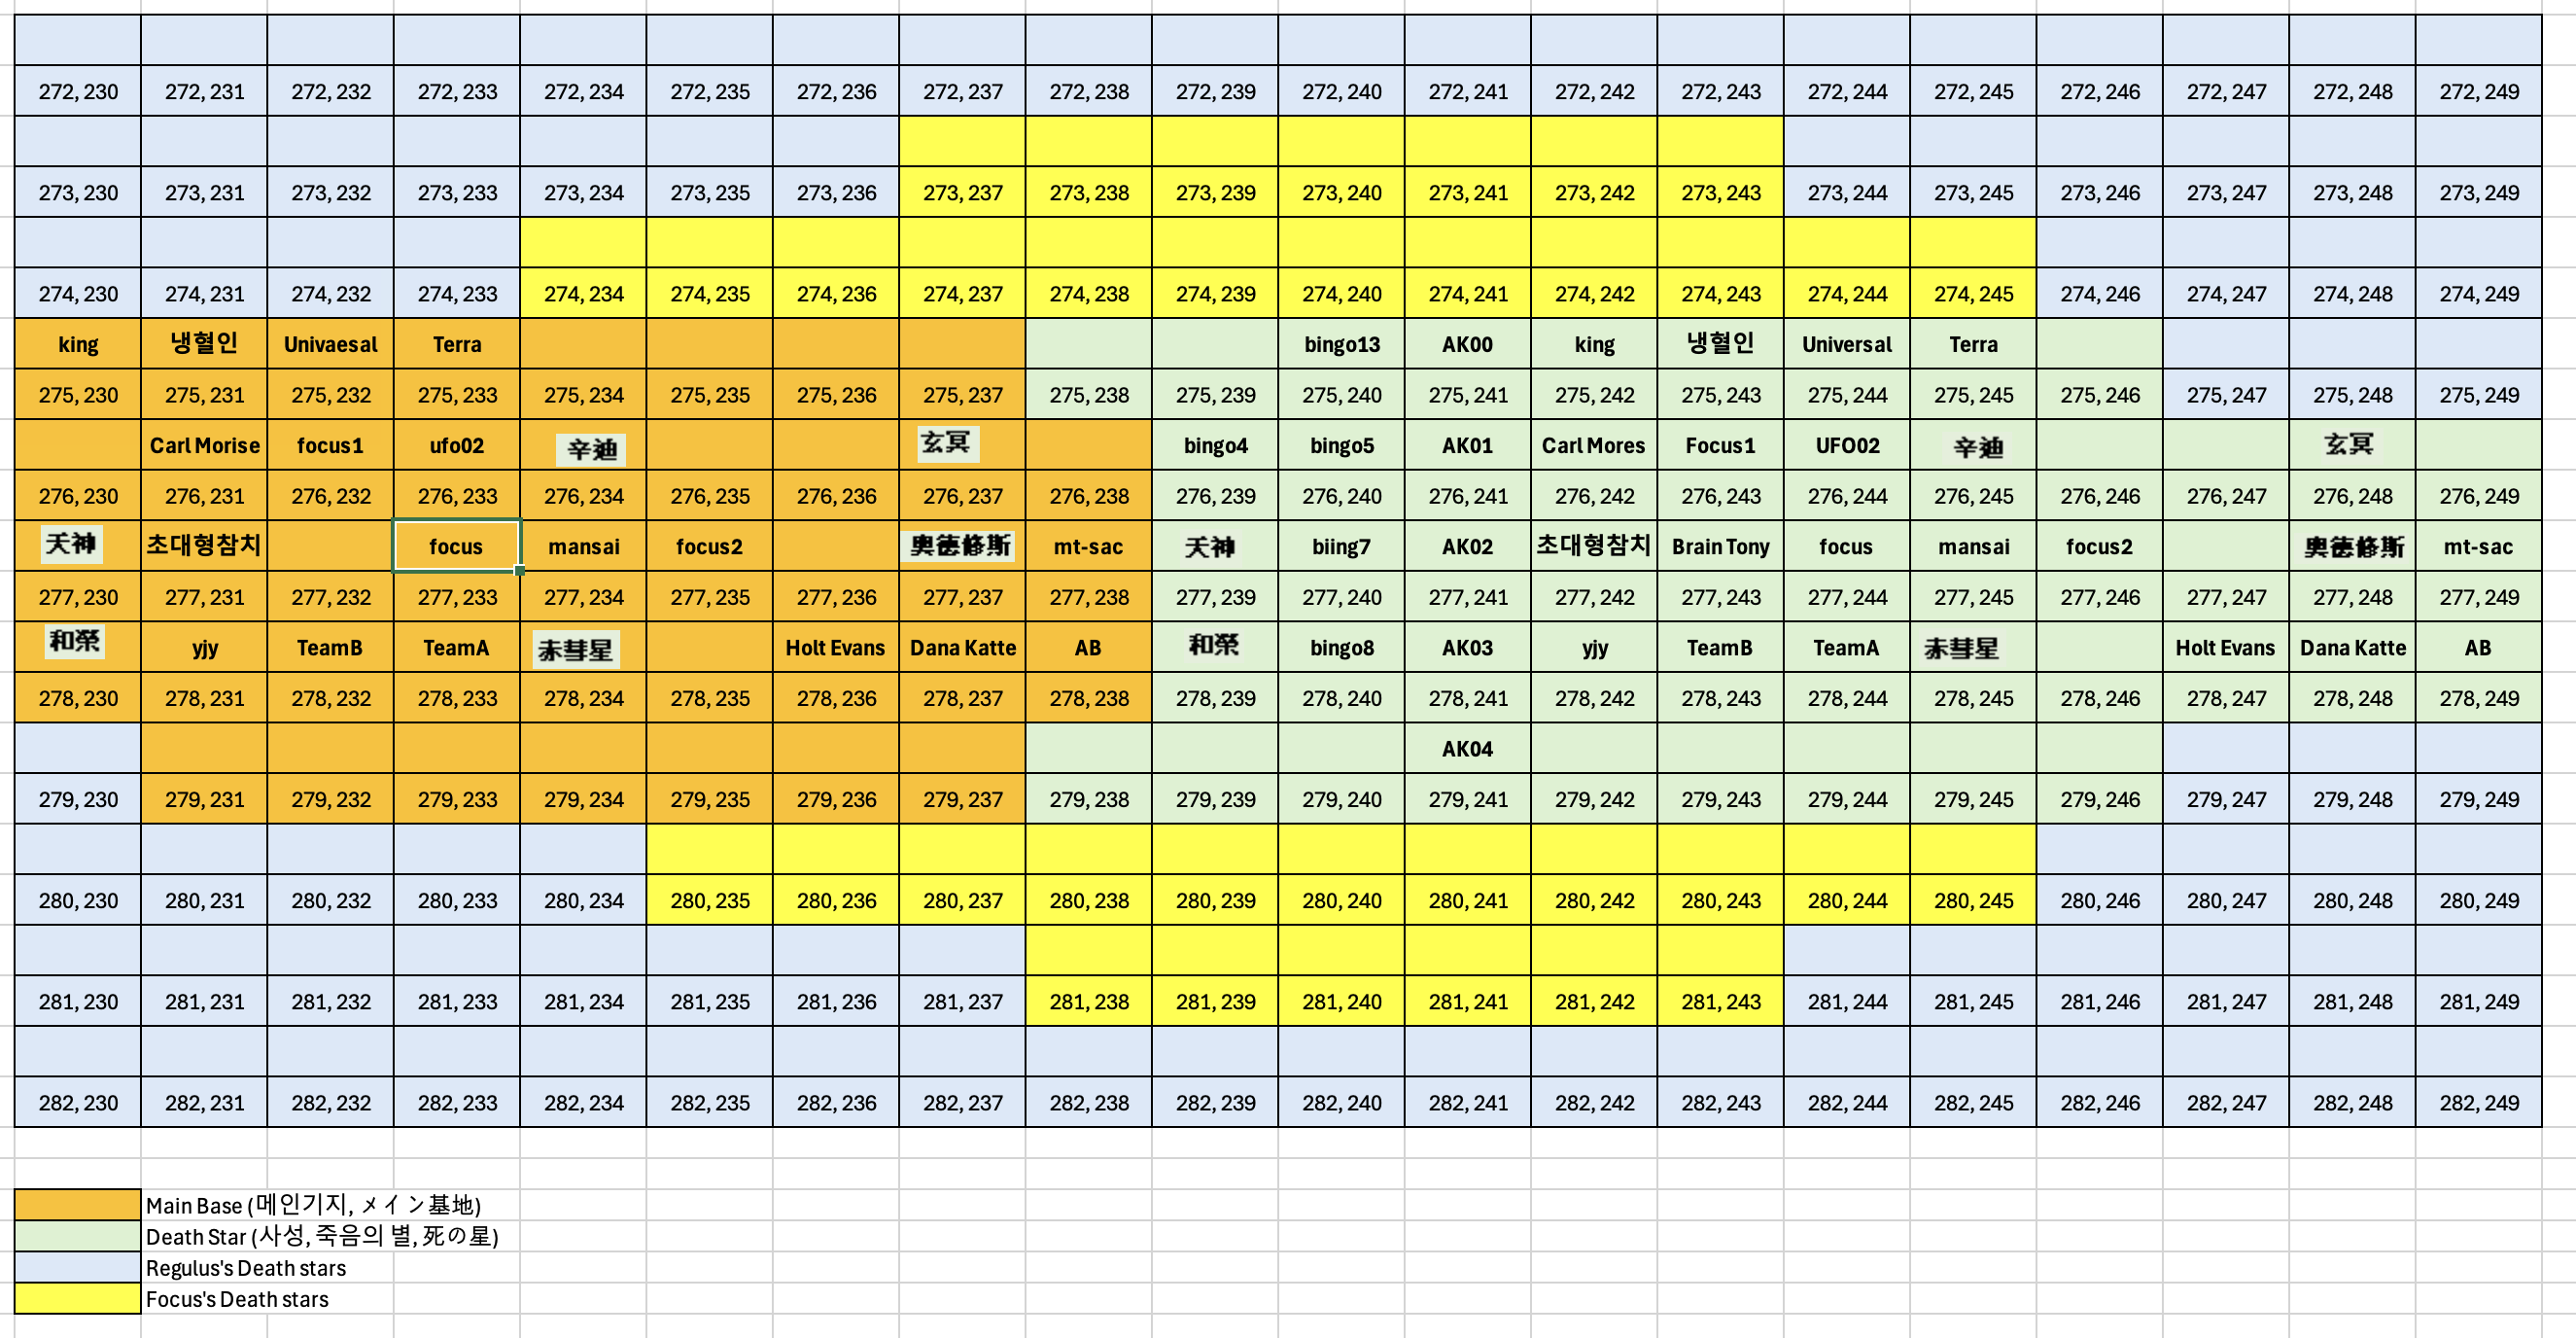 272, 230 272, 231 272, 232 272, 233 272, 234 272, 235 272, 236 272, 237 272, 238 272, 239 272, 240 272, 241 272, 242 272, 243 272, 244 272, 245 272, 246 272, 247 272, 248 272, 249
273, 230 273, 231 273, 232 273, 233 273, 234 273, 235 273, 236 273, 237 273, 238 273, 239 273, 240 273, 241 273, 242 273, 243 273, 244 273, 245 273, 246 273, 247 273, 248 273, 249
274, 230 274, 231 274, 232 274, 233 274, 234 274, 235 274, 236 274, 237 274, 238 274, 239 274, 240 274, 241 274, 242 274, 243 274, 244 274, 245 274, 246 274, 247 274, 248 274, 249
king 냉혈인 Univaesal Terra bingo13 AK00 king 냉혈인 Universal Terra
275, 230 275, 231 275, 232 275, 233 275, 234 275, 235 275, 236 275, 237 275, 238 275, 239 275, 240 275, 241 275, 242 275, 243 275, 244 275, 245 275, 246 275, 247 275, 248 275, 249
Carl Morise focus1 ufo02 辛迪 玄冥 bingo4 bingo5 AK01 Carl Mores Focus1 UFO02 辛迪 玄冥
276, 230 276, 231 276, 232 276, 233 276, 234 276, 235 276, 236 276, 237 276, 238 276, 239 276, 240 276, 241 276, 242 276, 243 276, 244 276, 245 276, 246 276, 247 276, 248 276, 249
天神 초대형참치 focus mansai focus2 奧德修斯 mt-sac 天神 biing7 AK02 초대형참치 Brain Tony focus mansai focus2 奧德修斯 mt-sac
277, 230 277, 231 277, 232 277, 233 277, 234 277, 235 277, 236 277, 237 277, 238 277, 239 277, 240 277, 241 277, 242 277, 243 277, 244 277, 245 277, 246 277, 247 277, 248 277, 249
和榮 yjy TeamB TeamA 赤彗星 Holt Evans Dana Katte AB 和榮 bingo8 AK03 yjy TeamB TeamA 赤彗星 Holt Evans Dana Katte AB
278, 230 278, 231 278, 232 278, 233 278, 234 278, 235 278, 236 278, 237 278, 238 278, 239 278, 240 278, 241 278, 242 278, 243 278, 244 278, 245 278, 246 278, 247 278, 248 278, 249
AK04
279, 230 279, 231 279, 232 279, 233 279, 234 279, 235 279, 236 279, 237 279, 238 279, 239 279, 240 279, 241 279, 242 279, 243 279, 244 279, 245 279, 246 279, 247 279, 248 279, 249
280, 230 280, 231 280, 232 280, 233 280, 234 280, 235 280, 236 280, 237 280, 238 280, 239 280, 240 280, 241 280, 242 280, 243 280, 244 280, 245 280, 246 280, 247 280, 248 280, 249
281, 230 281, 231 281, 232 281, 233 281, 234 281, 235 281, 236 281, 237 281, 238 281, 239 281, 240 281, 241 281, 242 281, 243 281, 244 281, 245 281, 246 281, 247 281, 248 281, 249
282, 230 282, 231 282, 232 282, 233 282, 234 282, 235 282, 236 282, 237 282, 238 282, 239 282, 240 282, 241 282, 242 282, 243 282, 244 282, 245 282, 246 282, 247 282, 248 282, 249
Main Base (메인기지, メイン基地)
Death Star (사성, 죽음의 별, 死の星)
Regulus's Death stars
Focus's Death stars